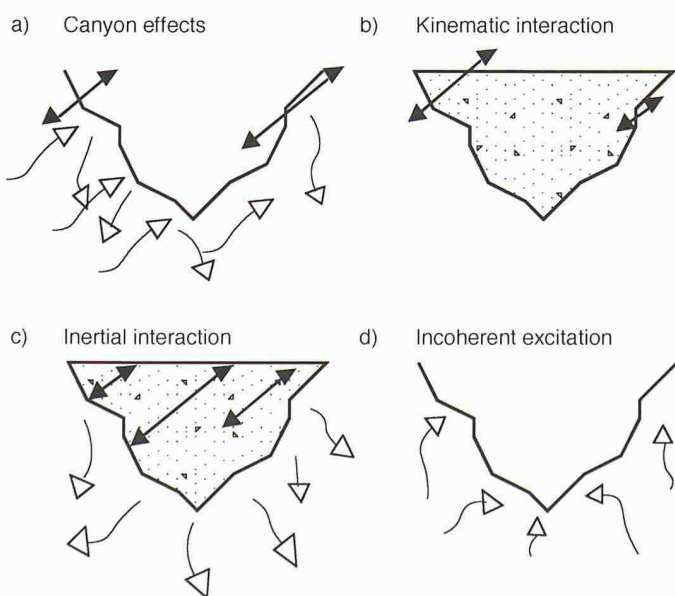 a) Canyon effects
b) Kinematic interaction
c) Inertial interaction
d) Incoherent excitation